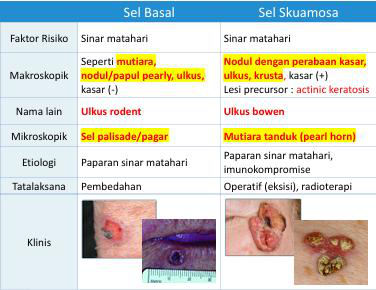 Sel Basal Sel Skuamosa
Faktor Risiko Sinar matahari Sinar matahari
Makroskopik
Seperti mutiara,
nodul/papul pearly, ulkus,
kasar (-)
Nodul dengan perabaan kasar,
ulkus, krusta, kasar (+)
Lesi precursor : actinic keratosis
Nama lain Ulkus rodent Ulkus bowen
Mikroskopik Sel palisade/pagar Mutiara tanduk (pearl horn)
Etiologi Paparan sinar matahari
Paparan sinar matahari,
imunokompromise
Tatalaksana Pembedahan Operatif (eksisi), radioterapi
Klinis